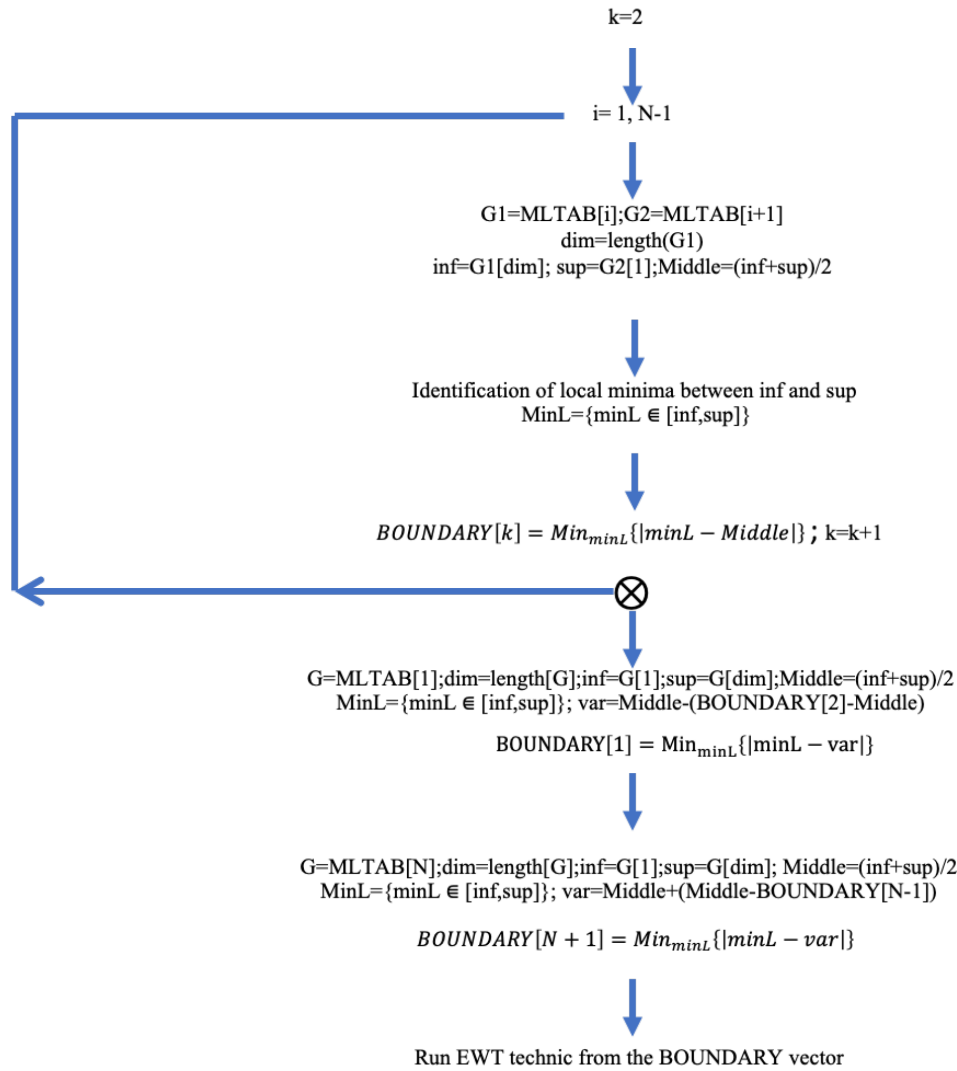 k=2
i= 1, N-1
G1=MLTAB[i];G2=MLTAB[i+1]
dim=length(G1)
inf=G1[dim]; sup=G2[1];Middle=(inf+sup)/2
Identification of local minima between inf and sup
MinL={minL ⋲ [inf,sup]}
BOUNDARY[k] = Min_minL{|minL − Middle|}; k=k+1
G=MLTAB[1];dim=length[G];inf=G[1];sup=G[dim];Middle=(inf+sup)/2
MinL={minL ⋲ [inf,sup]}; var=Middle-(BOUNDARY[2]-Middle)
BOUNDARY[1] = Min_minL{|minL − var|}
G=MLTAB[N];dim=length[G];inf=G[1];sup=G[dim]; Middle=(inf+sup)/2
MinL={minL ⋲ [inf,sup]}; var=Middle+(Middle-BOUNDARY[N-1])
BOUNDARY[N + 1] = Min_minL{|minL − var|}
Run EWT technic from the BOUNDARY vector